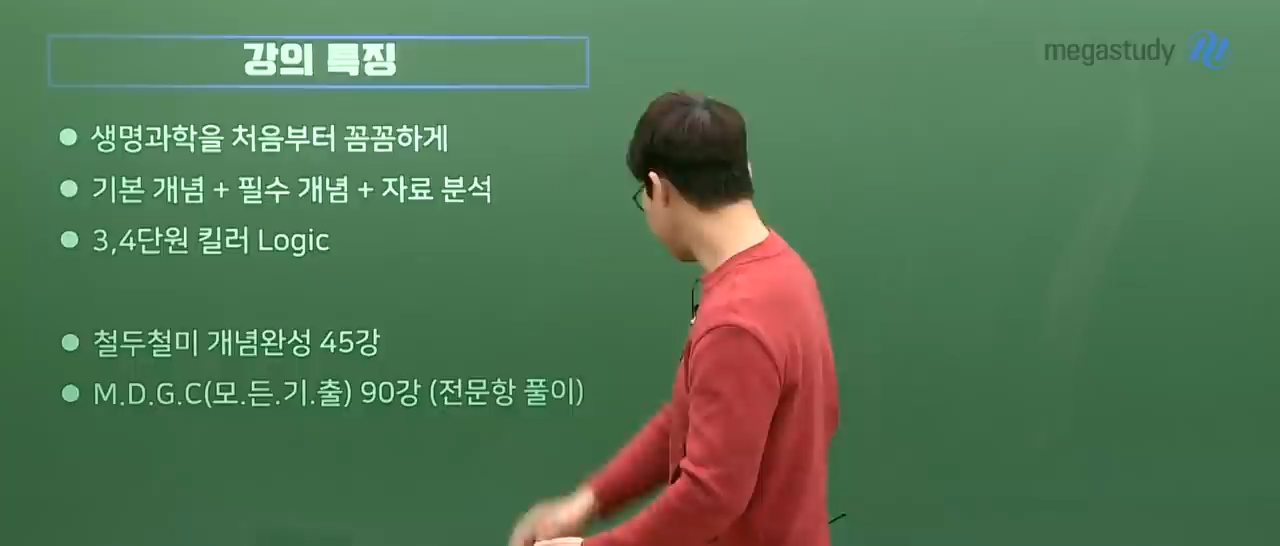 강의 특징
megastudy
생명과학을 처음부터 꼼꼼하게
기본 개념 + 필수 개념 + 자료 분석
3,4단원 킬러 Logic
철두철미 개념완성 45강
M.D.G.C(모.든.기.출) 90강 (전문항 풀이)